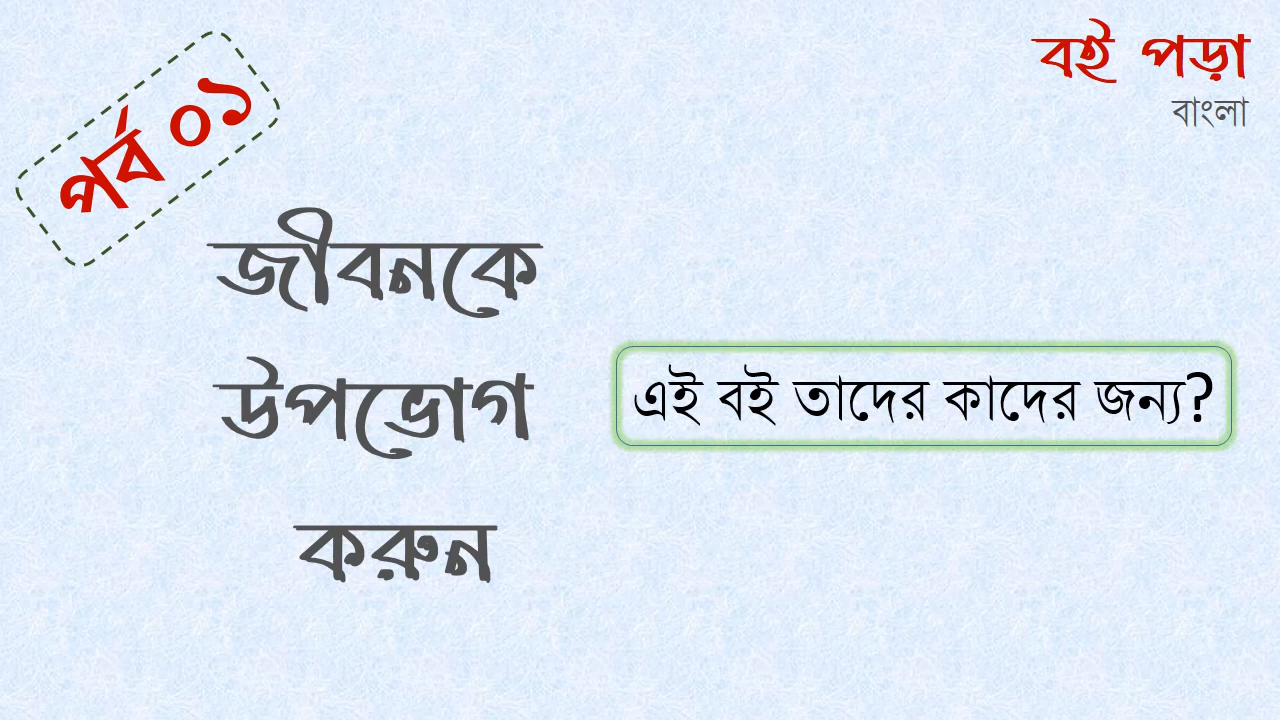 পর্ব ০১
বই পড়া
বাংলা
জীবনকে
উপভোগ
করুন
এই বই তাদের কাদের জন্য?